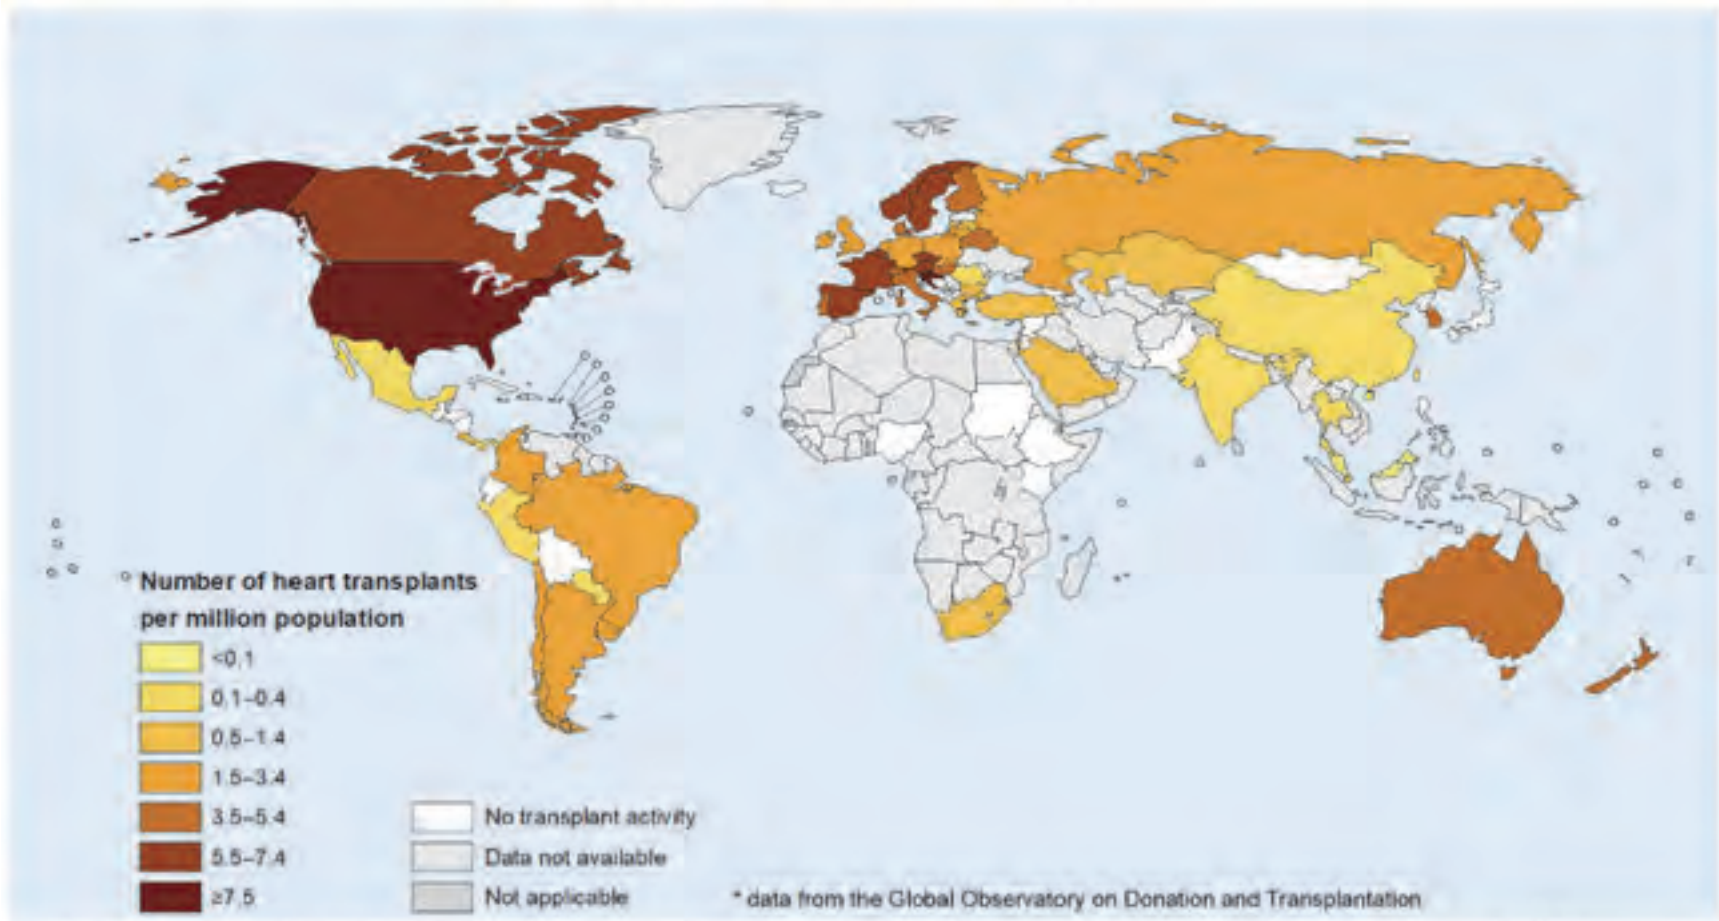 Number of heart transplants
per million population
<0,1
0,1–0,4
0,5–1,4
1,5–3,4
3,5–5,4
5,5–7,4
≥7,5
No transplant activity
Data not available
Not applicable
* data from the Global Observatory on Donation and Transplantation